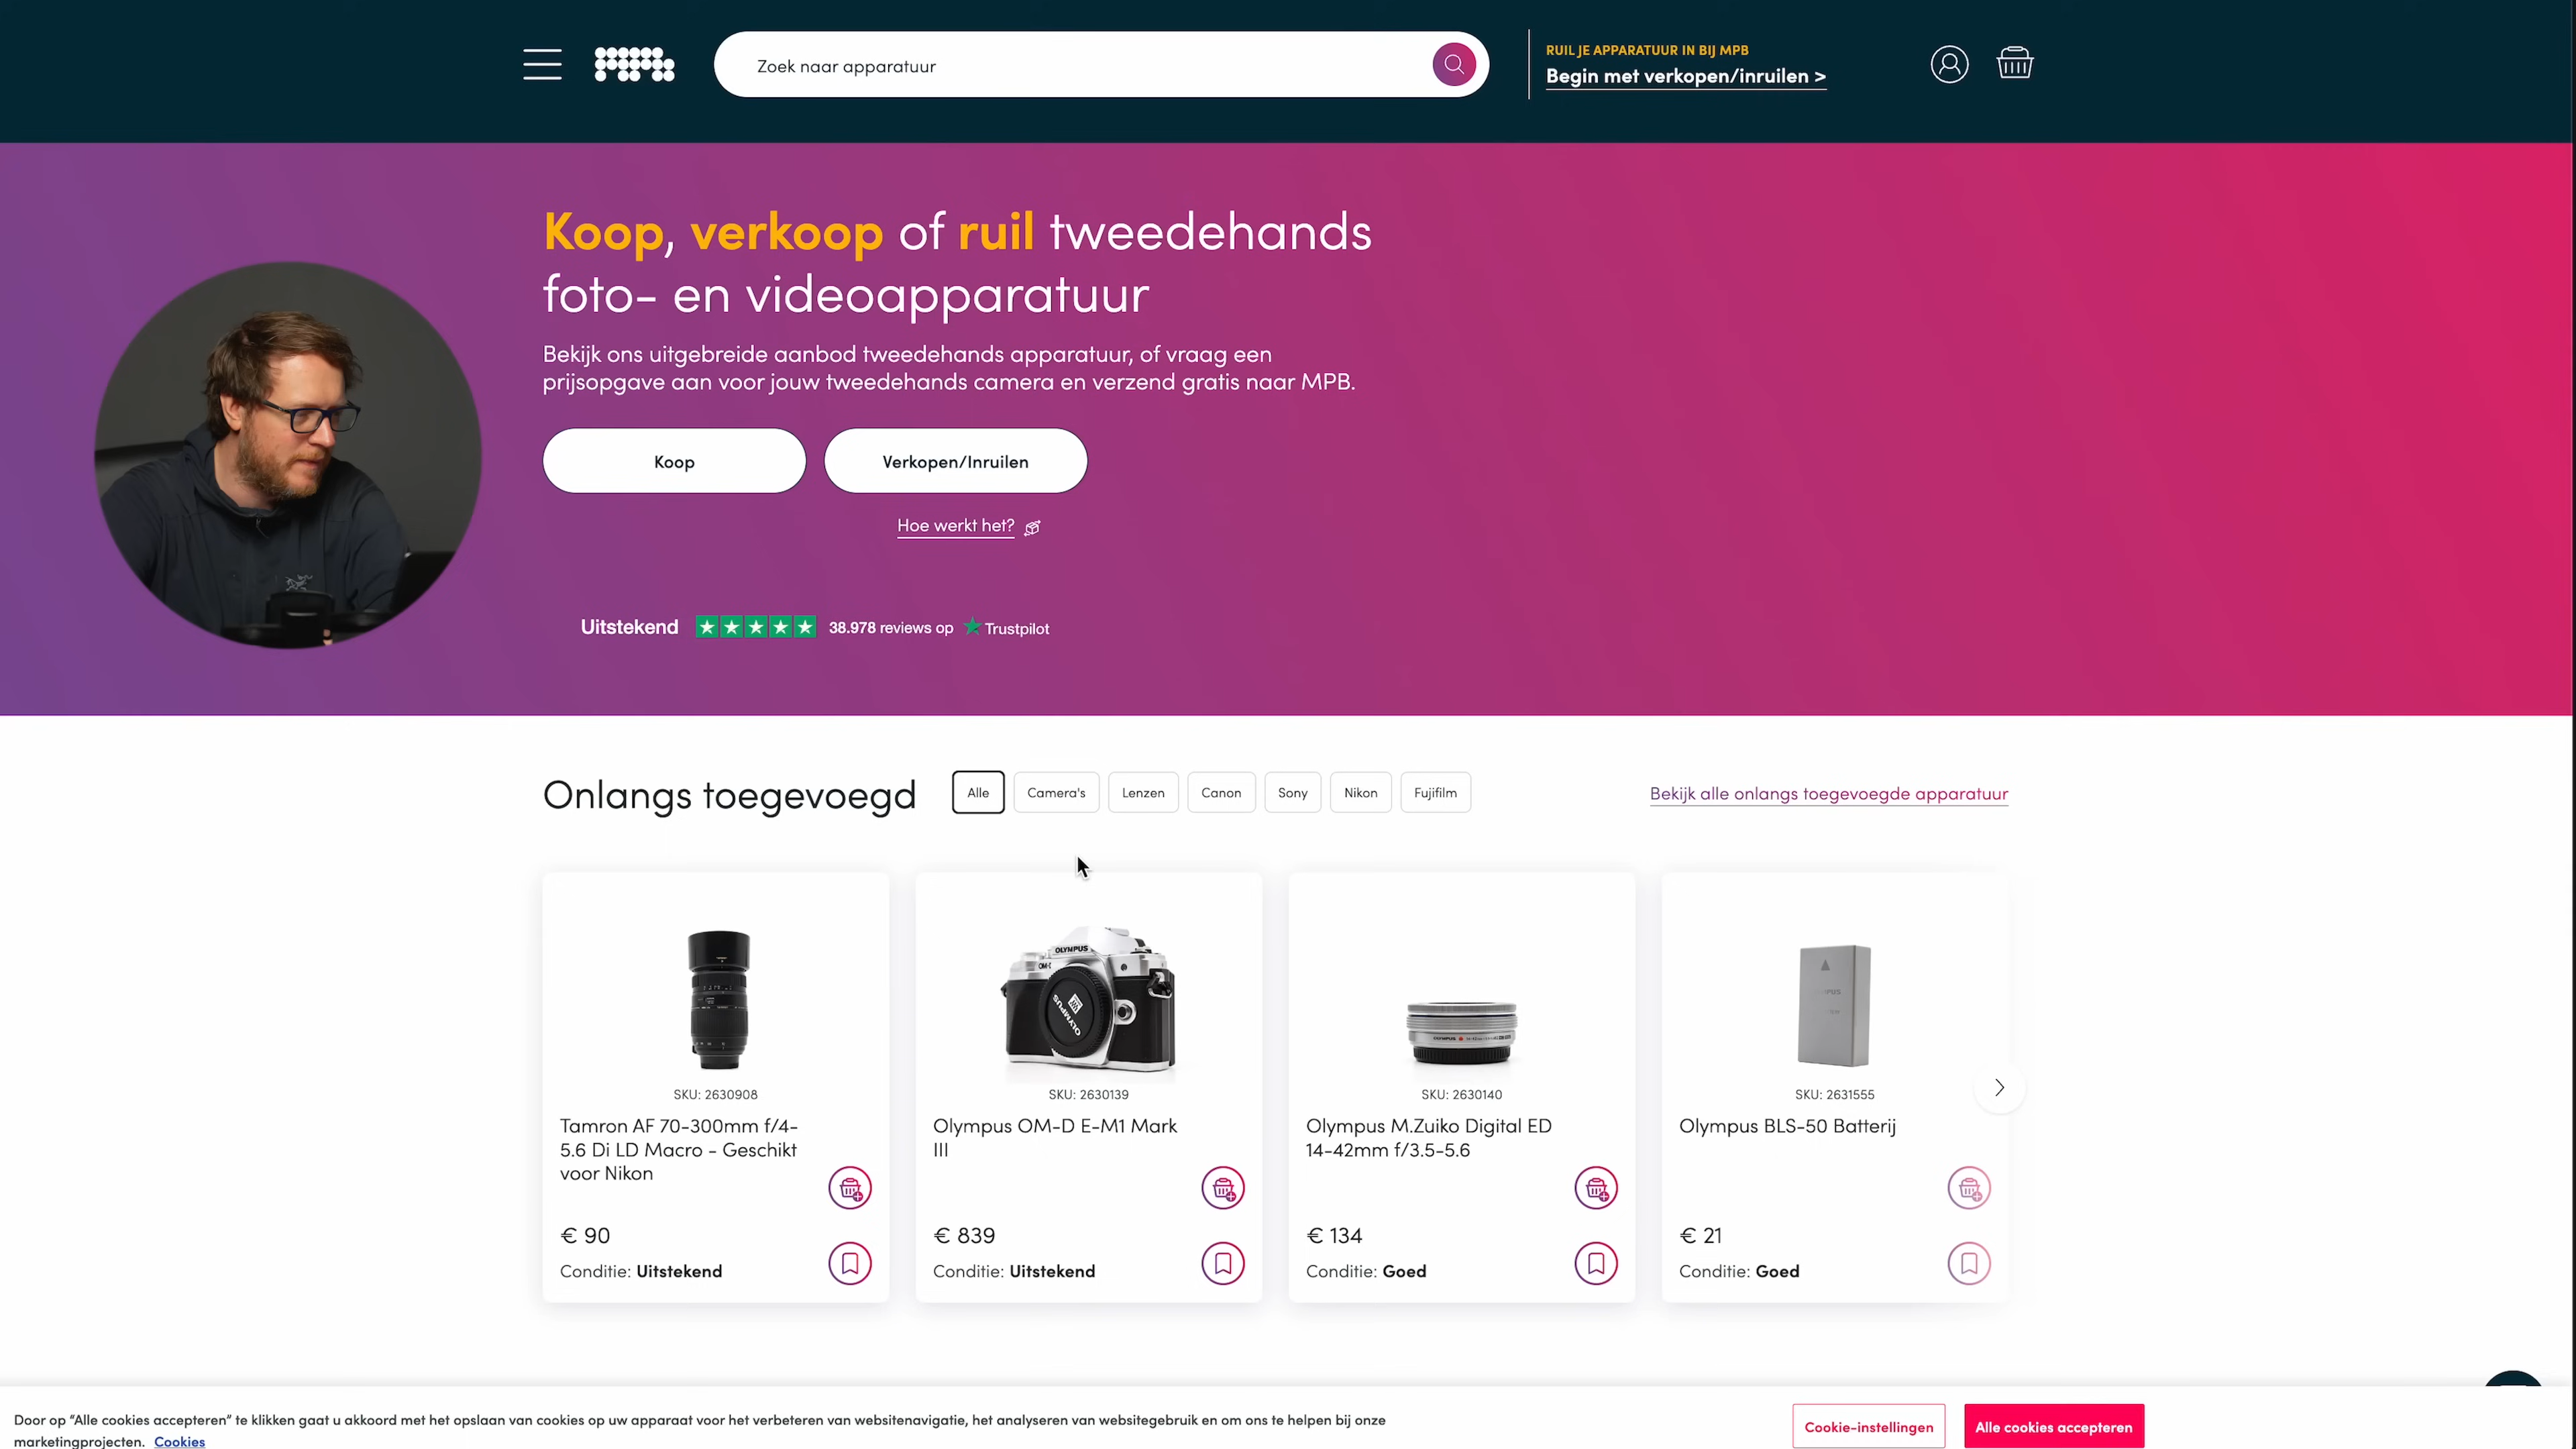 Zoek naar apparatuur
RUIL JE APPARATUUR IN BIJ MPB
Begin met verkopen/inruilen >
Koop, verkoop of ruil tweedehands
foto- en videoapparatuur
Bekijk ons uitgebreide aanbod tweedehands apparatuur, of vraag een
prijsopgave aan voor jouw tweedehands camera en verzend gratis naar MPB.
Koop
Verkopen/Inruilen
Hoe werkt het?
Uitstekend
38.978 reviews op
Trustpilot
Onlangs toegevoegd
Alle
Camera's
Lenzen
Canon
Sony
Nikon
Fujifilm
Bekijk alle onlangs toegevoegde apparatuur
OLYMPUS
OM-D
OLYMPUS
SKU: 2630908
Tamron AF 70-300mm f/4-
5.6 Di LD Macro - Geschikt
voor Nikon
€ 90
Conditie: Uitstekend
SKU: 2630139
Olympus OM-D E-M1 Mark
III
€ 839
Conditie: Uitstekend
SKU: 2630140
Olympus M.Zuiko Digital ED
14-42mm f/3.5-5.6
€ 134
Conditie: Goed
SKU: 2631555
Olympus BLS-50 Batterij
€ 21
Conditie: Goed
Door op “Alle cookies accepteren” te klikken gaat u akkoord met het opslaan van cookies op uw apparaat voor het verbeteren van websitenavigatie, het analyseren van websitegebruik en om ons te helpen bij onze
marketingprojecten. Cookies
Cookie-instellingen
Alle cookies accepteren